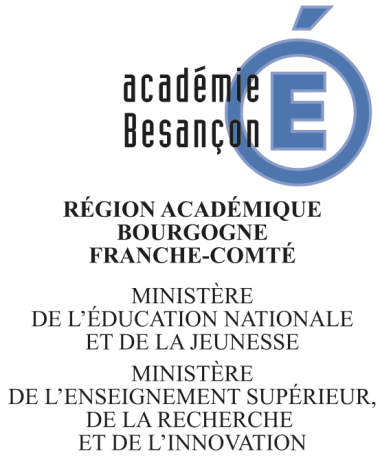 académie
Besançon
É
RÉGION ACADÉMIQUE
BOURGOGNE
FRANCHE-COMTÉ
MINISTÈRE
DE L'ÉDUCATION NATIONALE
ET DE LA JEUNESSE
MINISTÈRE
DE L'ENSEIGNEMENT SUPÉRIEUR,
DE LA RECHERCHE
ET DE L'INNOVATION